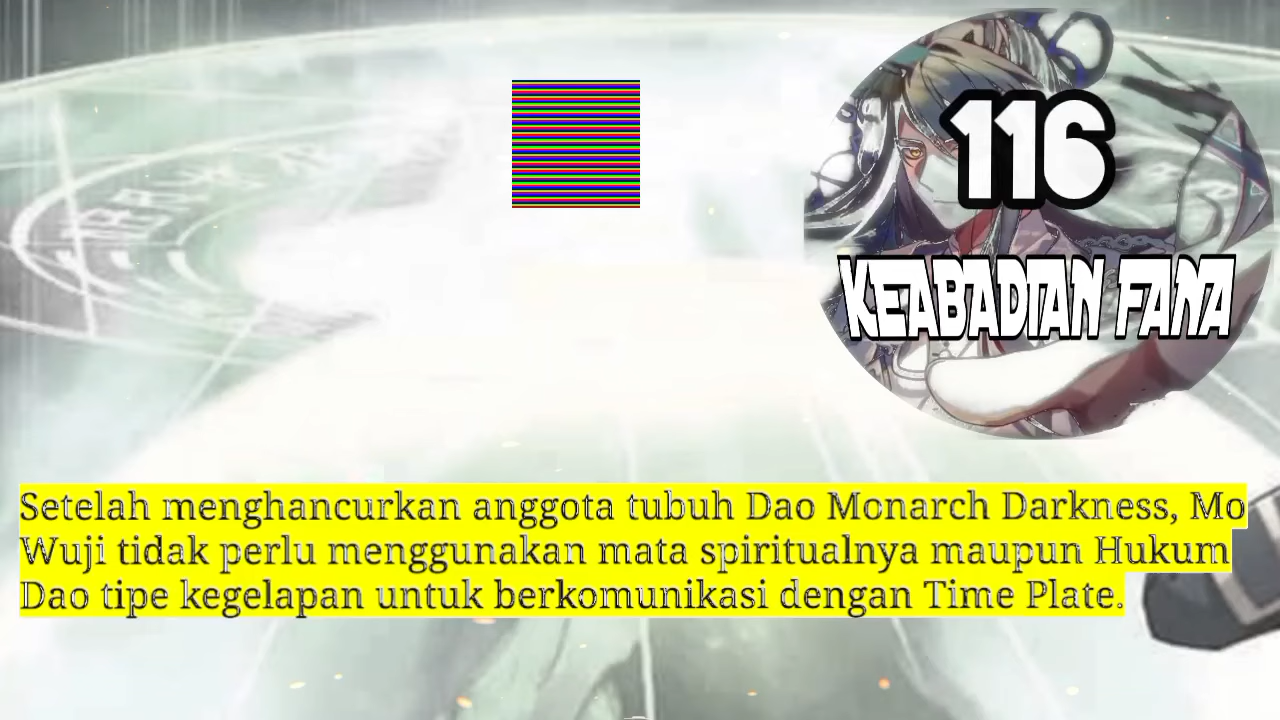 116
KEABADIAN FANA
Setelah menghancurkan anggota tubuh Dao Monarch Darkness, Mo
Wuji tidak perlu menggunakan mata spiritualnya maupun Hukum
Dao tipe kegelapan untuk berkomunikasi dengan Time Plate.